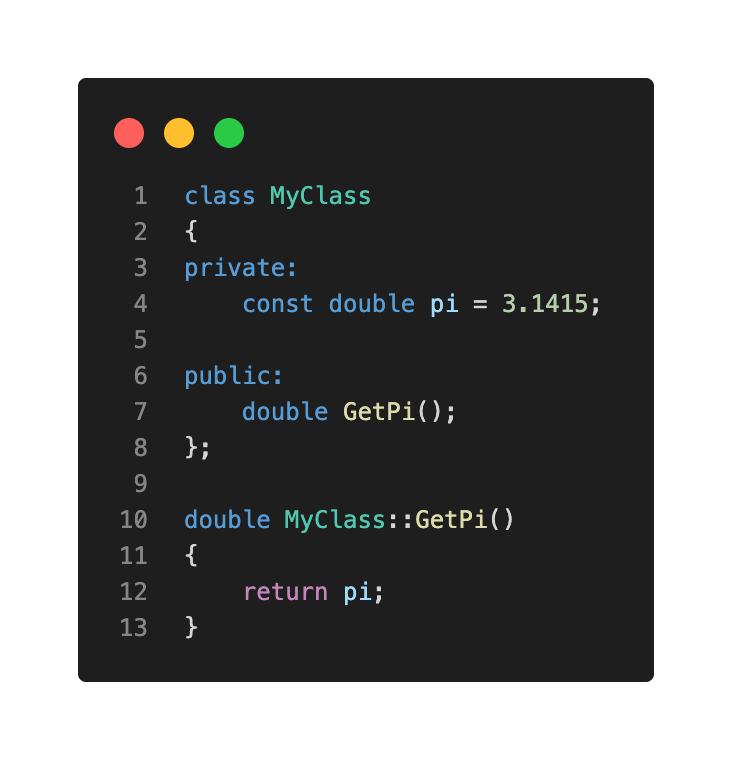 1 class MyClass
2 {
3 private:
4     const double pi = 3.1415;
5
6 public:
7     double GetPi();
8 };
9
10 double MyClass::GetPi()
11 {
12     return pi;
13 }